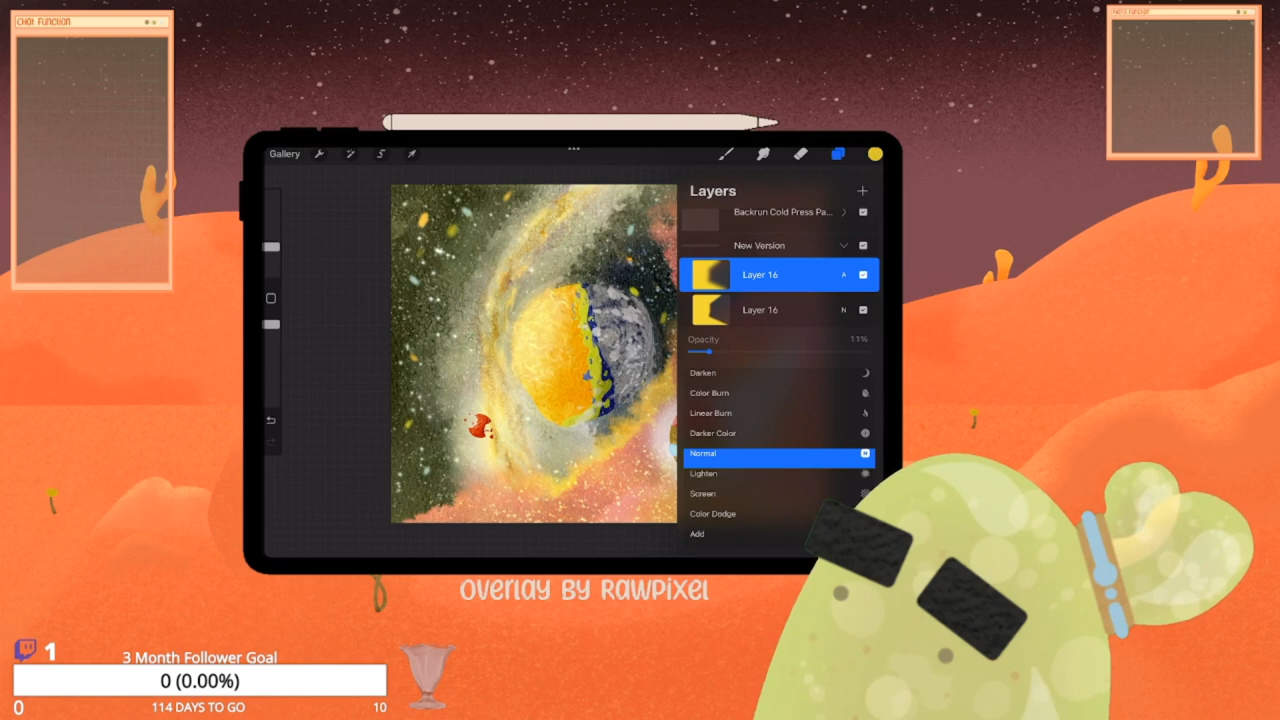 CHAT FUNCTION
Gallery
Layers
Backrun Cold Press Pa...
New Version
Layer 16
A
Layer 16
N
Opacity
11%
Darken
Color Burn
Linear Burn
Darker Color
Normal
N
Lighten
Screen
Color Dodge
Add
OVERLAY BY RAWPIXEL
1
3 Month Follower Goal
0 (0.00%)
0
114 DAYS TO GO
10